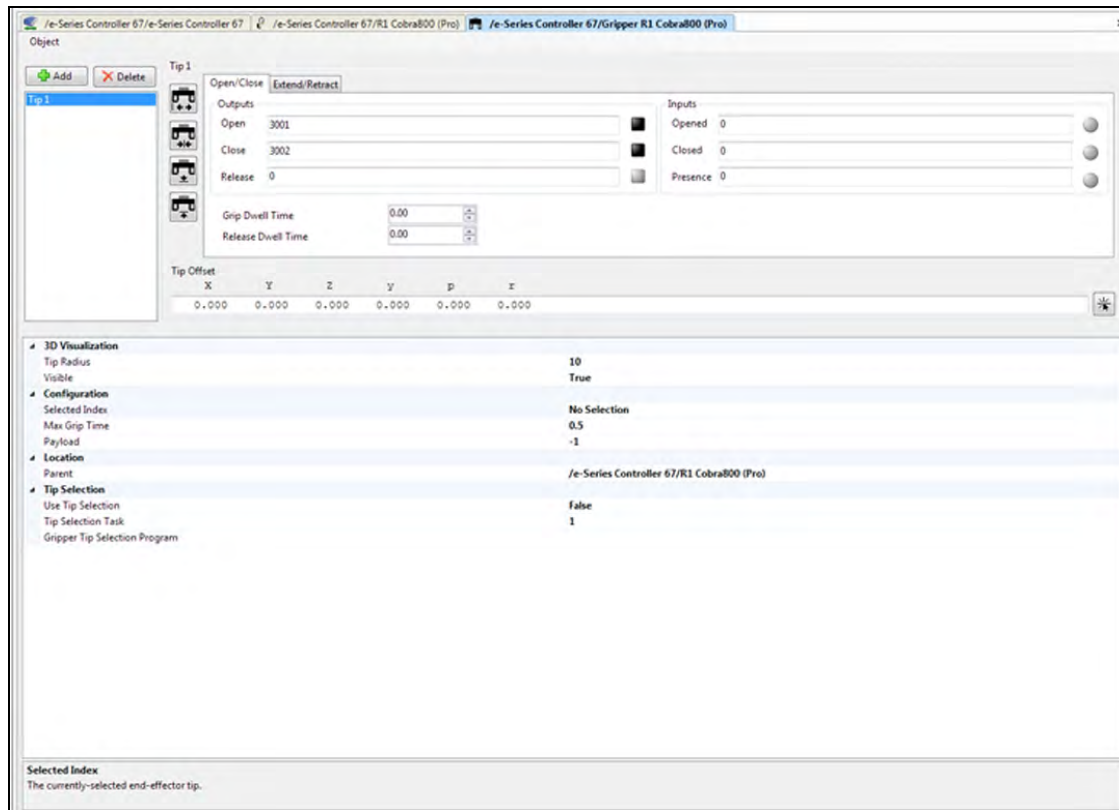 /e-Series Controller 67/e-Series Controller 67 /e-Series Controller 67/R1 Cobra800 (Pro) /e-Series Controller 67/Gripper R1 Cobra800 (Pro)
Object
Add Delete
Tip 1
Tip 1
Open/Close Extend/Retract
Outputs Inputs
Open 3001 Opened 0
Close 3002 Closed 0
Release 0 Presence 0
Grip Dwell Time 0.00
Release Dwell Time 0.00
Tip Offset
X Y Z y p r
0.000 0.000 0.000 0.000 0.000 0.000
3D Visualization
Tip Radius 10
Visible True
Configuration
Selected Index No Selection
Max Grip Time 0.5
Payload -1
Location
Parent /e-Series Controller 67/R1 Cobra800 (Pro)
Tip Selection
Use Tip Selection False
Tip Selection Task 1
Gripper Tip Selection Program
Selected Index
The currently-selected end-effector tip.